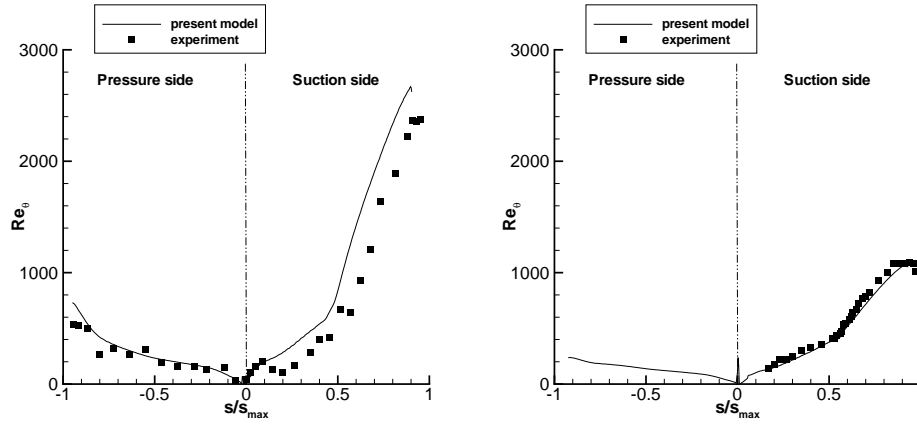 present model
experiment
Pressure side
Suction side
Re_θ
3000
2000
1000
0
-1
-0.5
0
0.5
1
s/s_max
present model
experiment
Pressure side
Suction side
Re_θ
3000
2000
1000
0
-1
-0.5
0
0.5
s/s_max